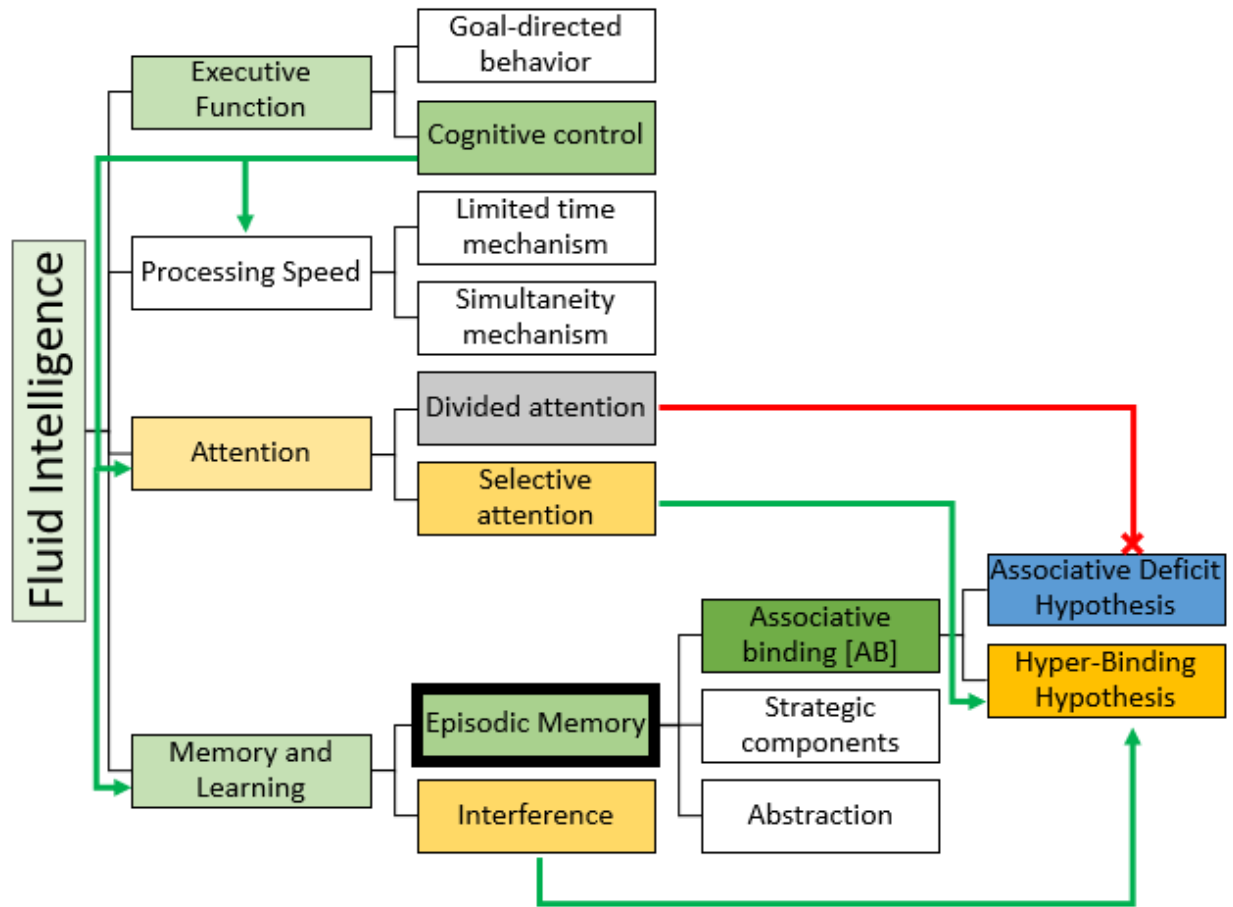 Fluid Intelligence
Executive
Function
Goal-directed
behavior
Cognitive control
Processing Speed
Limited time
mechanism
Simultaneity
mechanism
Attention
Divided attention
Selective
attention
Memory and
Learning
Episodic Memory
Interference
Associative
binding [AB]
Strategic
components
Abstraction
Associative Deficit
Hypothesis
Hyper-Binding
Hypothesis